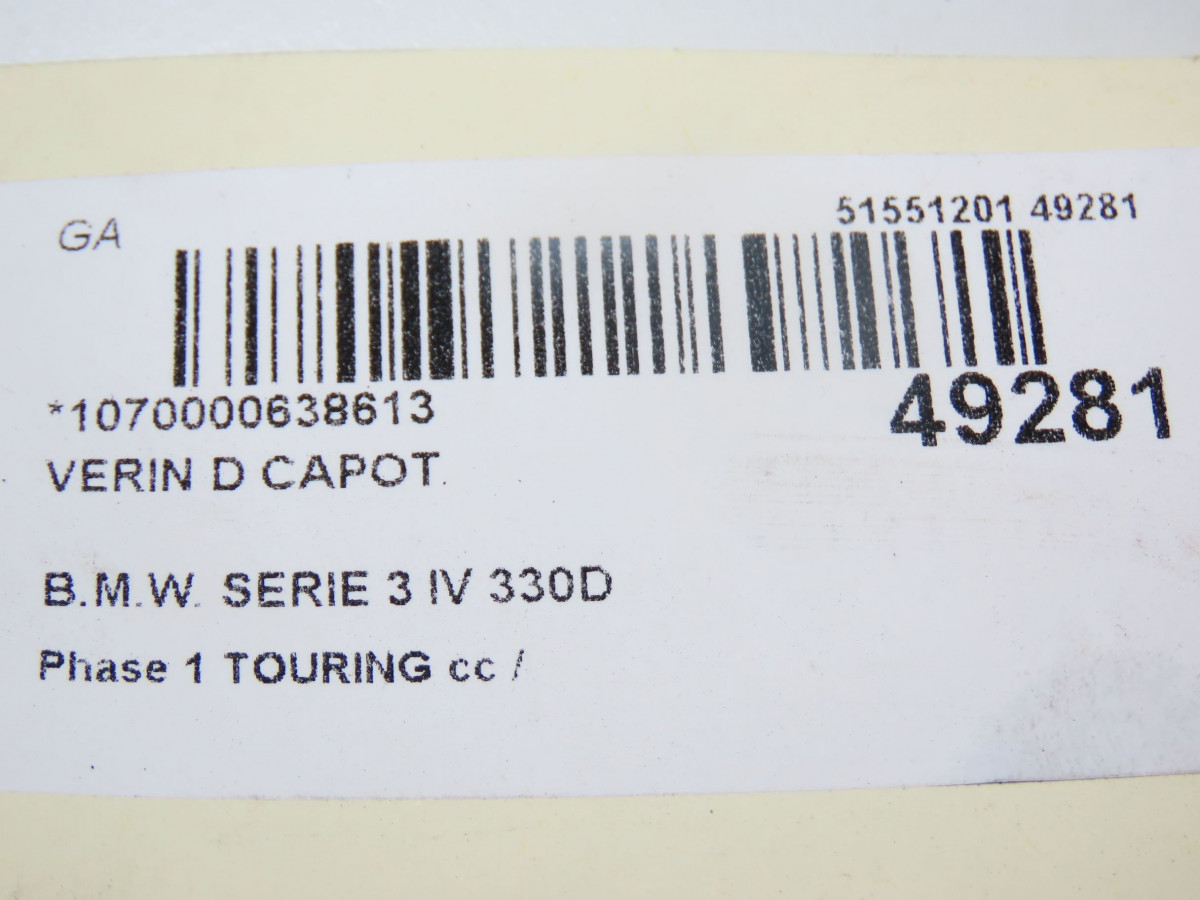 GA
51551201 49281
*1070000638613
49281
VERIN D CAPOT
B.M.W. SERIE 3 IV 330D
Phase 1 TOURING cc /